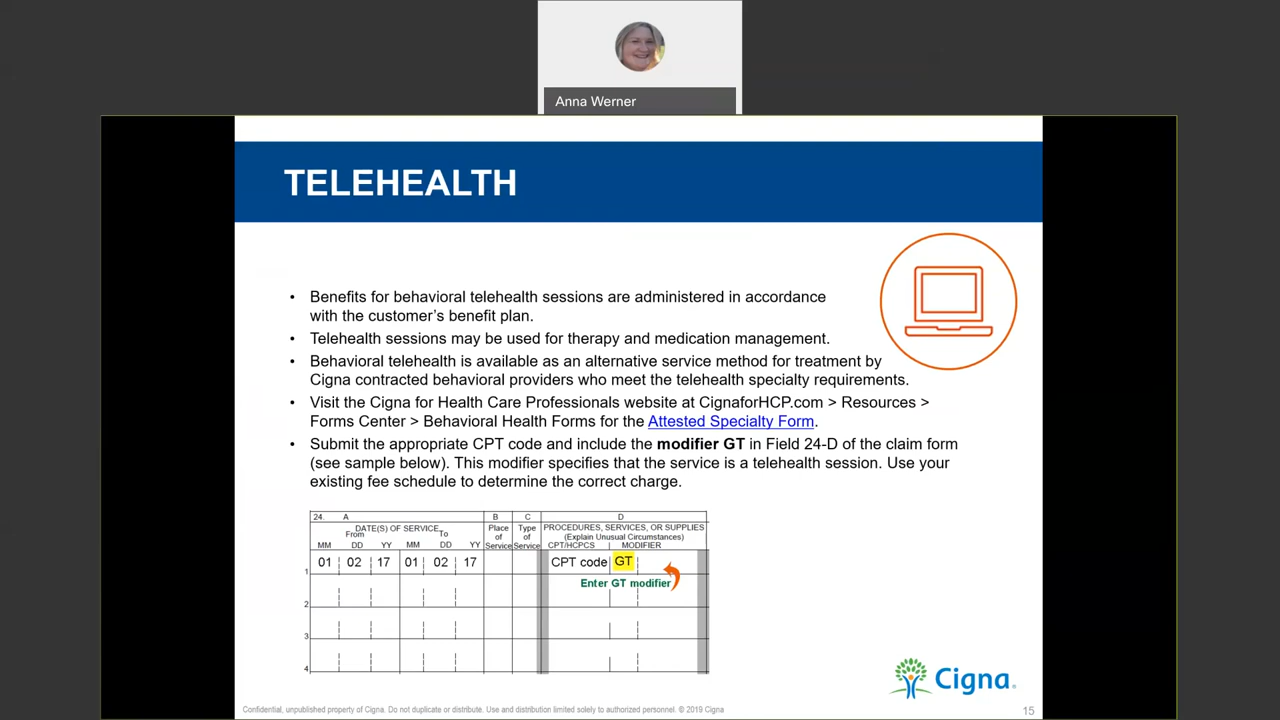 Anna Werner
TELEHEALTH
• Benefits for behavioral telehealth sessions are administered in accordance
with the customer's benefit plan.
• Telehealth sessions may be used for therapy and medication management.
• Behavioral telehealth is available as an alternative service method for treatment by
Cigna contracted behavioral providers who meet the telehealth specialty requirements.
• Visit the Cigna for Health Care Professionals website at CignaforHCP.com > Resources >
Forms Center > Behavioral Health Forms for the Attested Specialty Form.
• Submit the appropriate CPT code and include the modifier GT in Field 24-D of the claim form
(see sample below). This modifier specifies that the service is a telehealth session. Use your
existing fee schedule to determine the correct charge.
24. A B C D
DATE(S) OF SERVICE Place Type PROCEDURES, SERVICES, OR SUPPLIES
From To of of (Explain Unusual Circumstances)
MM DD YY MM DD YY Service Service CPT/HCPCS MODIFIER
01 02 17 01 02 17 CPT code GT
1 Enter GT modifier
2
3
4
Cigna®
Confidential, unpublished property of Cigna. Do not duplicate or distribute. Use and distribution limited solely to authorized personnel. © 2019 Cigna
15